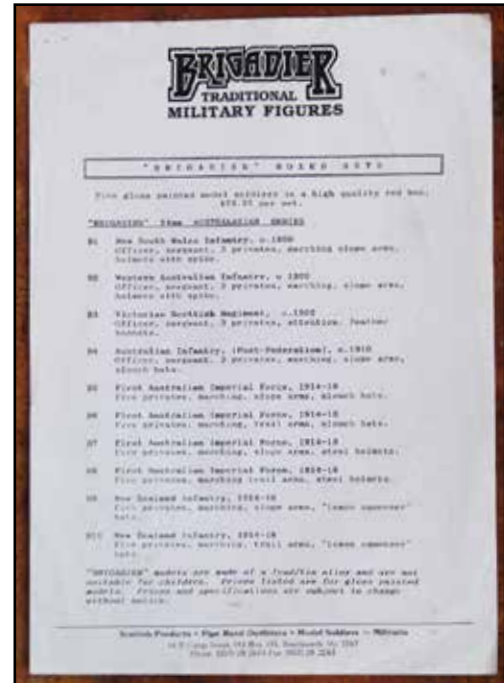 BRIGADIER
TRADITIONAL
MILITARY FIGURES
"BRIGADIER" BOXED SETS
Five gloss painted model soldiers in a high quality red box.
per set.
"BRIGADIER" 54mm AUSTRALASIAN SERIES
B1 New South Wales Infantry, c.1900
Officer, sergeant, 3 privates, marching slope arms,
helmets with spike.
B2 Western Australian Infantry, c 1900
Officer, sergeant, 3 privates, marching, slope arms,
helmets with spike.
B3 Victorian Scottish Regiment,
Officer, sergeant, 3 privates, attention, feather
bonnets.
B4 Australian Infantry, (Post-Federation), c.1910
Officer, sergeant, 3 privates, marching, slope arms,
slouch hats.
B5 First Australian Imperial Force, 1914-18
Five privates, marching, slope arms, slouch hats.
B6 First Australian Imperial Force, 1914-18
Five privates, marching, trail arms, slouch hats.
B7 First Australian Imperial Force, 1914-18
Five privates, marching, slope arms, steel helmets.
B8 First Australian Imperial Force, 1914-18
Five privates, marching trail arms, steel helmets.
B9 New Zealand Infantry, 1914-18
Five privates, marching, slope arms, "lemon squeezer"
hats.
B10 New Zealand Infantry, 1914-18
Five privates, marching, trail arms, "lemon squeezer"
hats.
"BRIGADIER" models are made of a lead/tin alloy and are not
suitable for children. Prices listed are for gloss painted
models. Prices and specifications are subject to change
without notice.
Scottish Products • Pipe Band Outfitters • Model Soldiers — Militaria